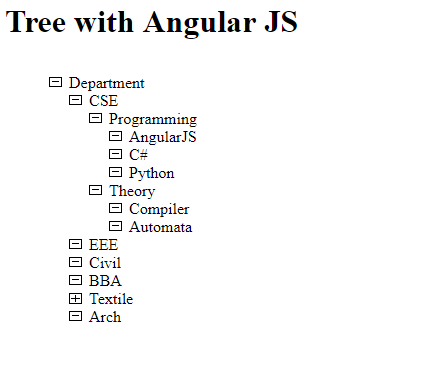 Tree with Angular JS
Department
CSE
Programming
AngularJS
C#
Python
Theory
Compiler
Automata
EEE
Civil
BBA
Textile
Arch